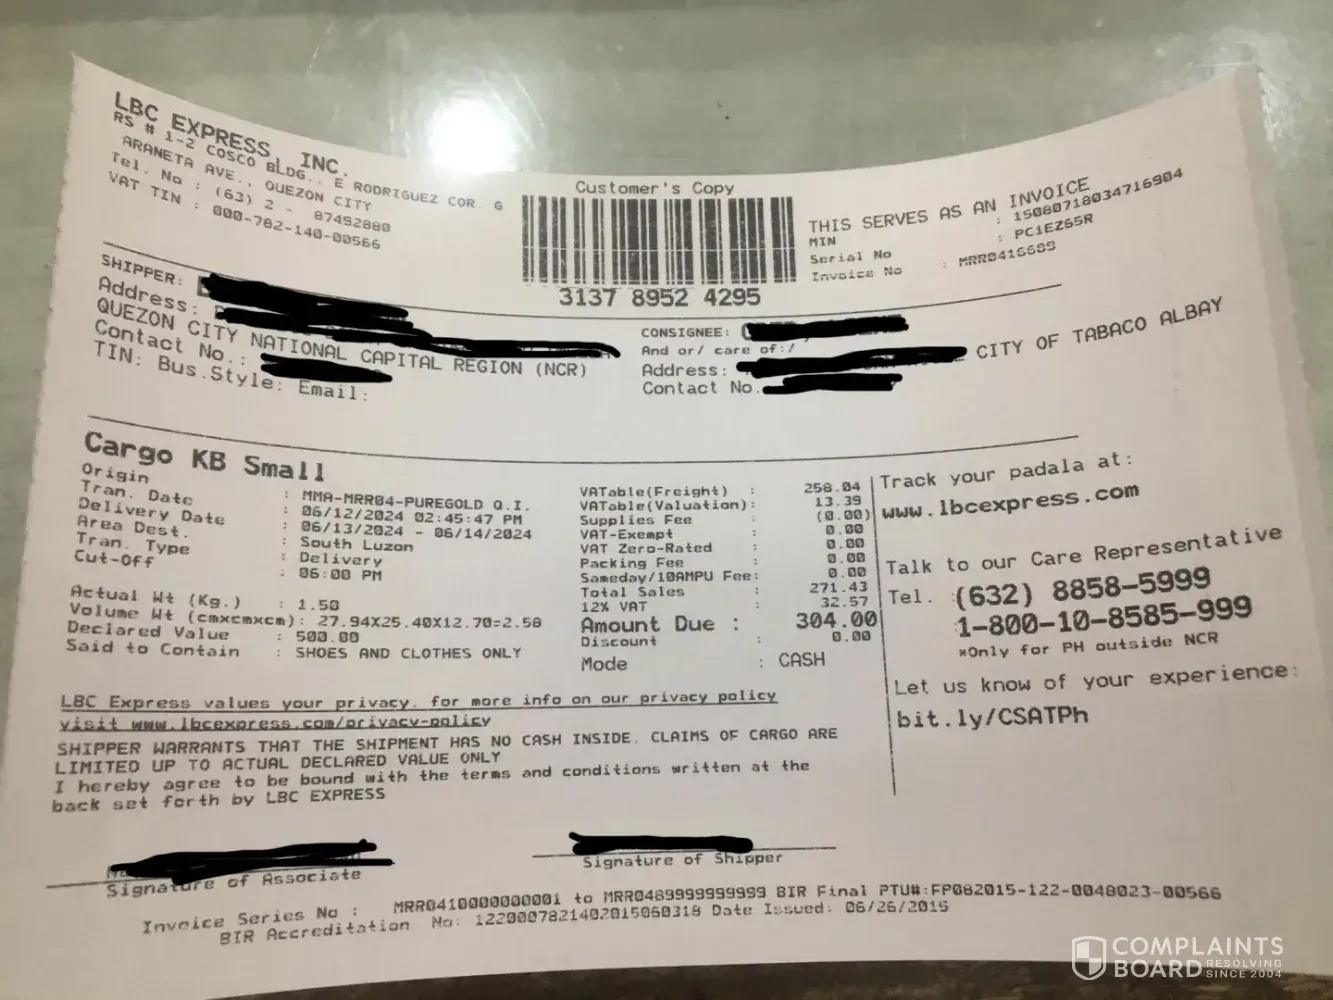 LBC EXPRESS, INC.
RS # 1-2 COSCO BLDG., E RODRIGUEZ COR. G
ARANETA AVE., QUEZON CITY
Tel. No : (63) 2 - 87492880
VAT TIN : 000-782-140-00566
Customer's Copy
3137 8952 4295
THIS SERVES AS AN INVOICE
MIN : 15080718034716904
Serial No : PC1EZ65R
Invoice No : MRR0416689
SHIPPER:
Address:
QUEZON CITY NATIONAL CAPITAL REGION (NCR)
Contact No.:
TIN: Bus.Style: Email:
CONSIGNEE:
And or/ care of:/
Address: CITY OF TABACO ALBAY
Contact No.
Cargo KB Small
Origin : MMA-MRR04-PUREGOLD Q.I.
Tran. Date : 06/12/2024 02:45:47 PM
Delivery Date : 06/13/2024 - 06/14/2024
Area Dest. : South Luzon
Tran. Type : Delivery
Cut-Off : 06:00 PM
Actual Wt (Kg.) : 1.50
Volume Wt (cmxcmxcm): 27.94X25.40X12.70=2.58
Declared Value : 500.00
Said to Contain : SHOES AND CLOTHES ONLY
VATable(Freight) : 258.04
VATable(Valuation): 13.39
Supplies Fee : (0.00)
VAT-Exempt : 0.00
VAT Zero-Rated : 0.00
Packing Fee : 0.00
Sameday/10AMPU Fee: 0.00
Total Sales : 271.43
12% VAT : 32.57
Amount Due : 304.00
Discount : 0.00
Mode : CASH
Track your padala at:
www.lbcexpress.com
Talk to our Care Representative
Tel. (632) 8858-5999
1-800-10-8585-999
*Only for PH outside NCR
Let us know of your experience:
bit.ly/CSATPh
LBC Express values your privacy. for more info on our privacy policy
visit www.lbcexpress.com/privacy-policy
SHIPPER WARRANTS THAT THE SHIPMENT HAS NO CASH INSIDE. CLAIMS OF CARGO ARE
LIMITED UP TO ACTUAL DECLARED VALUE ONLY
I hereby agree to be bound with the terms and conditions written at the
back set forth by LBC EXPRESS
Signature of Associate
Signature of Shipper
Invoice Series No : MRR0410000000001 to MRR0489999999999 BIR Final PTU#:FP082015-122-0048023-00566
BIR Accreditation No: 1220007821402015060318 Date Issued: 06/26/2015
COMPLAINTS
BOARD RESOLVING SINCE 2004